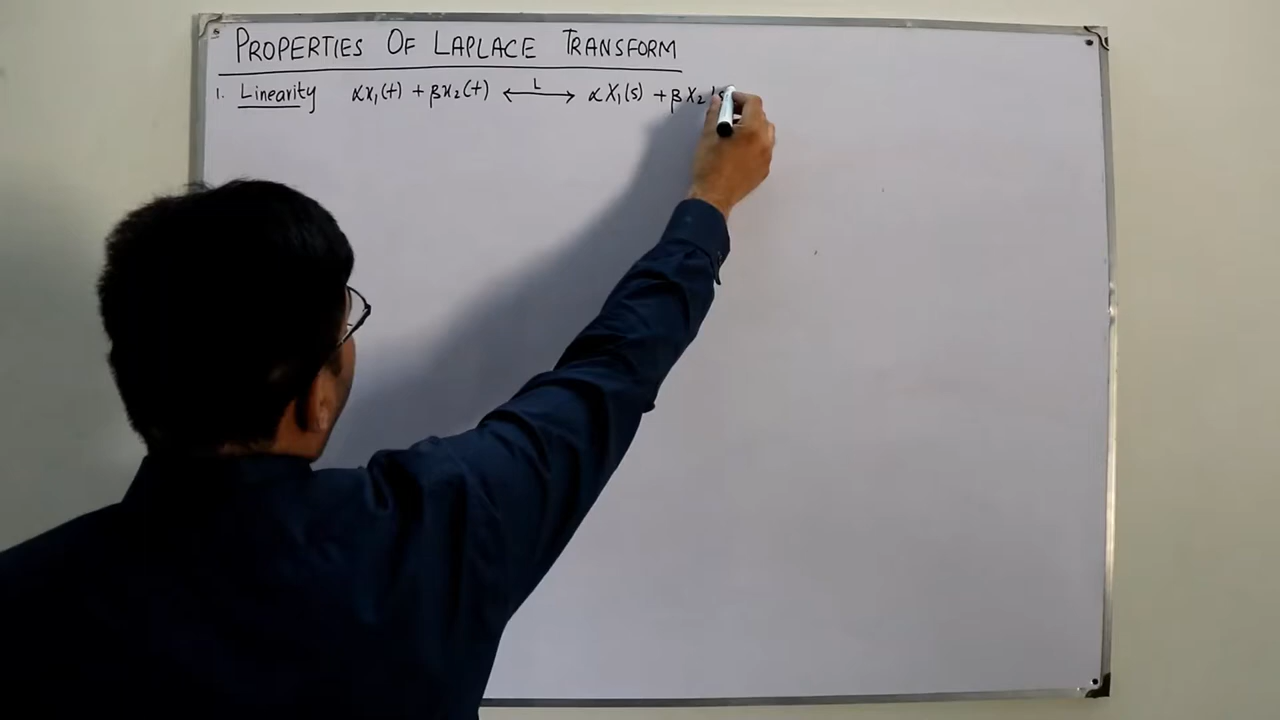 PROPERTIES OF LAPLACE TRANSFORM
1. Linearity αx₁(t) + βx₂(t) ⟷ᴸ αX₁(s) + βX₂(s